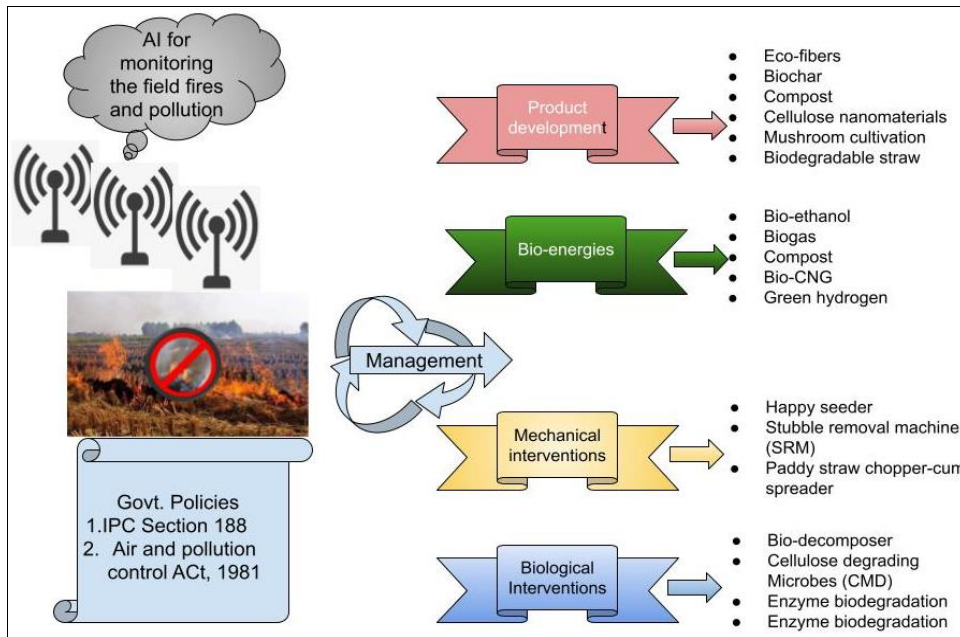 AI for
monitoring
the field fires
and pollution
Govt. Policies
1.IPC Section 188
2. Air and pollution
control ACt, 1981
Management
Product
development
● Eco-fibers
● Biochar
● Compost
● Cellulose nanomaterials
● Mushroom cultivation
● Biodegradable straw
Bio-energies
● Bio-ethanol
● Biogas
● Compost
● Bio-CNG
● Green hydrogen
Mechanical
interventions
● Happy seeder
● Stubble removal machine
(SRM)
● Paddy straw chopper-cum
spreader
Biological
Interventions
● Bio-decomposer
● Cellulose degrading
Microbes (CMD)
● Enzyme biodegradation
● Enzyme biodegradation